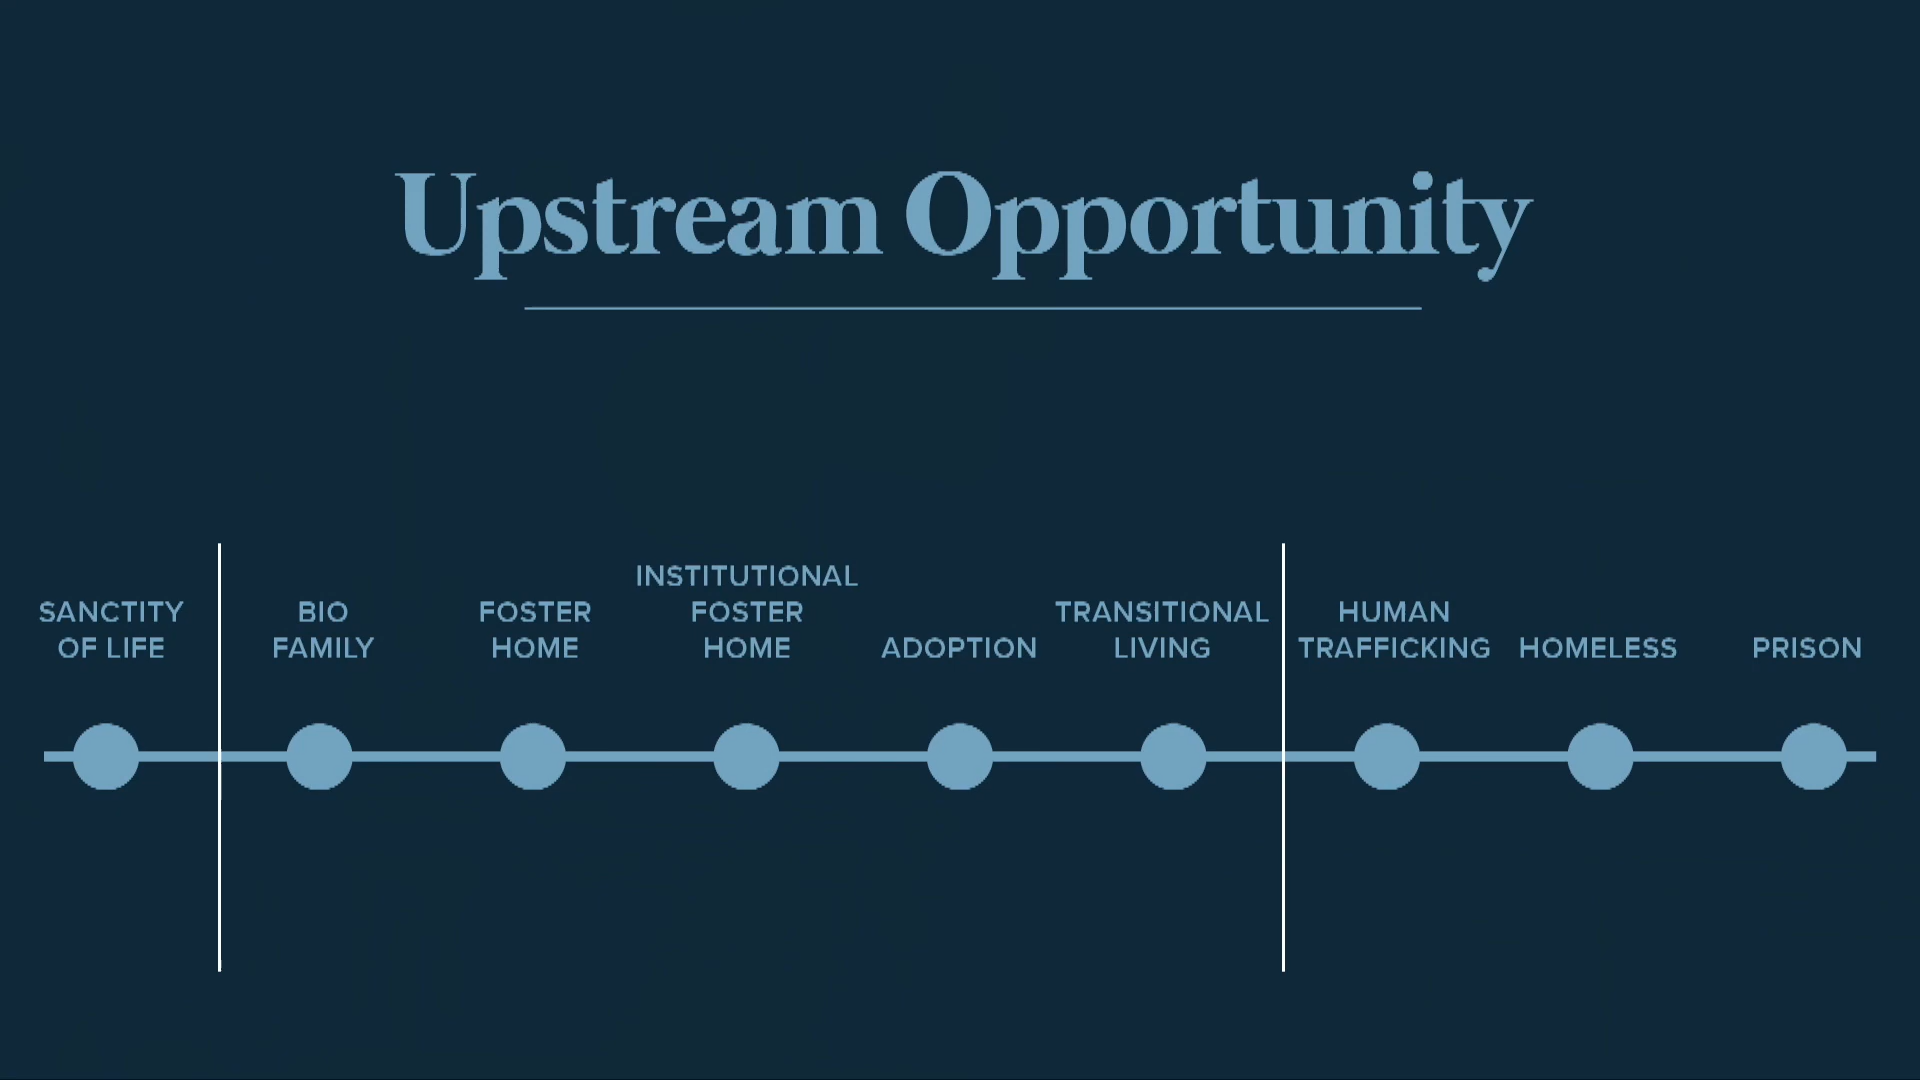 Upstream Opportunity
SANCTITY
OF LIFE
BIO
FAMILY
FOSTER
HOME
INSTITUTIONAL
FOSTER
HOME
ADOPTION
TRANSITIONAL
LIVING
HUMAN
TRAFFICKING
HOMELESS
PRISON